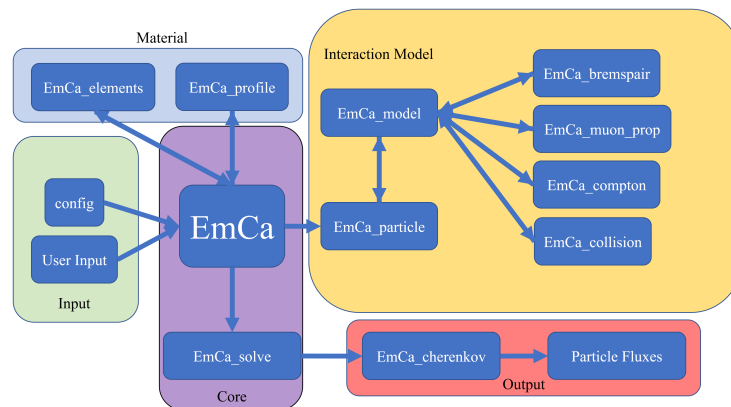 Material
EmCa_elements
EmCa_profile
Interaction Model
EmCa_model
EmCa_particle
EmCa_bremspair
EmCa_muon_prop
EmCa_compton
EmCa_collision
config
User Input
Input
EmCa
EmCa_solve
Core
EmCa_cherenkov
Particle Fluxes
Output